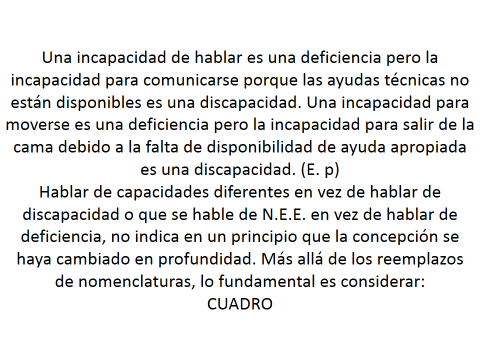 Una incapacidad de hablar es una deficiencia pero la
incapacidad para comunicarse porque las ayudas técnicas no
están disponibles es una discapacidad. Una incapacidad para
moverse es una deficiencia pero la incapacidad para salir de la
cama debido a la falta de disponibilidad de ayuda apropiada
es una discapacidad. (E. p)
Hablar de capacidades diferentes en vez de hablar de
discapacidad o que se hable de N.E.E. en vez de hablar de
deficiencia, no indica en un principio que la concepción se
haya cambiado en profundidad. Más allá de los reemplazos
de nomenclaturas, lo fundamental es considerar:
CUADRO